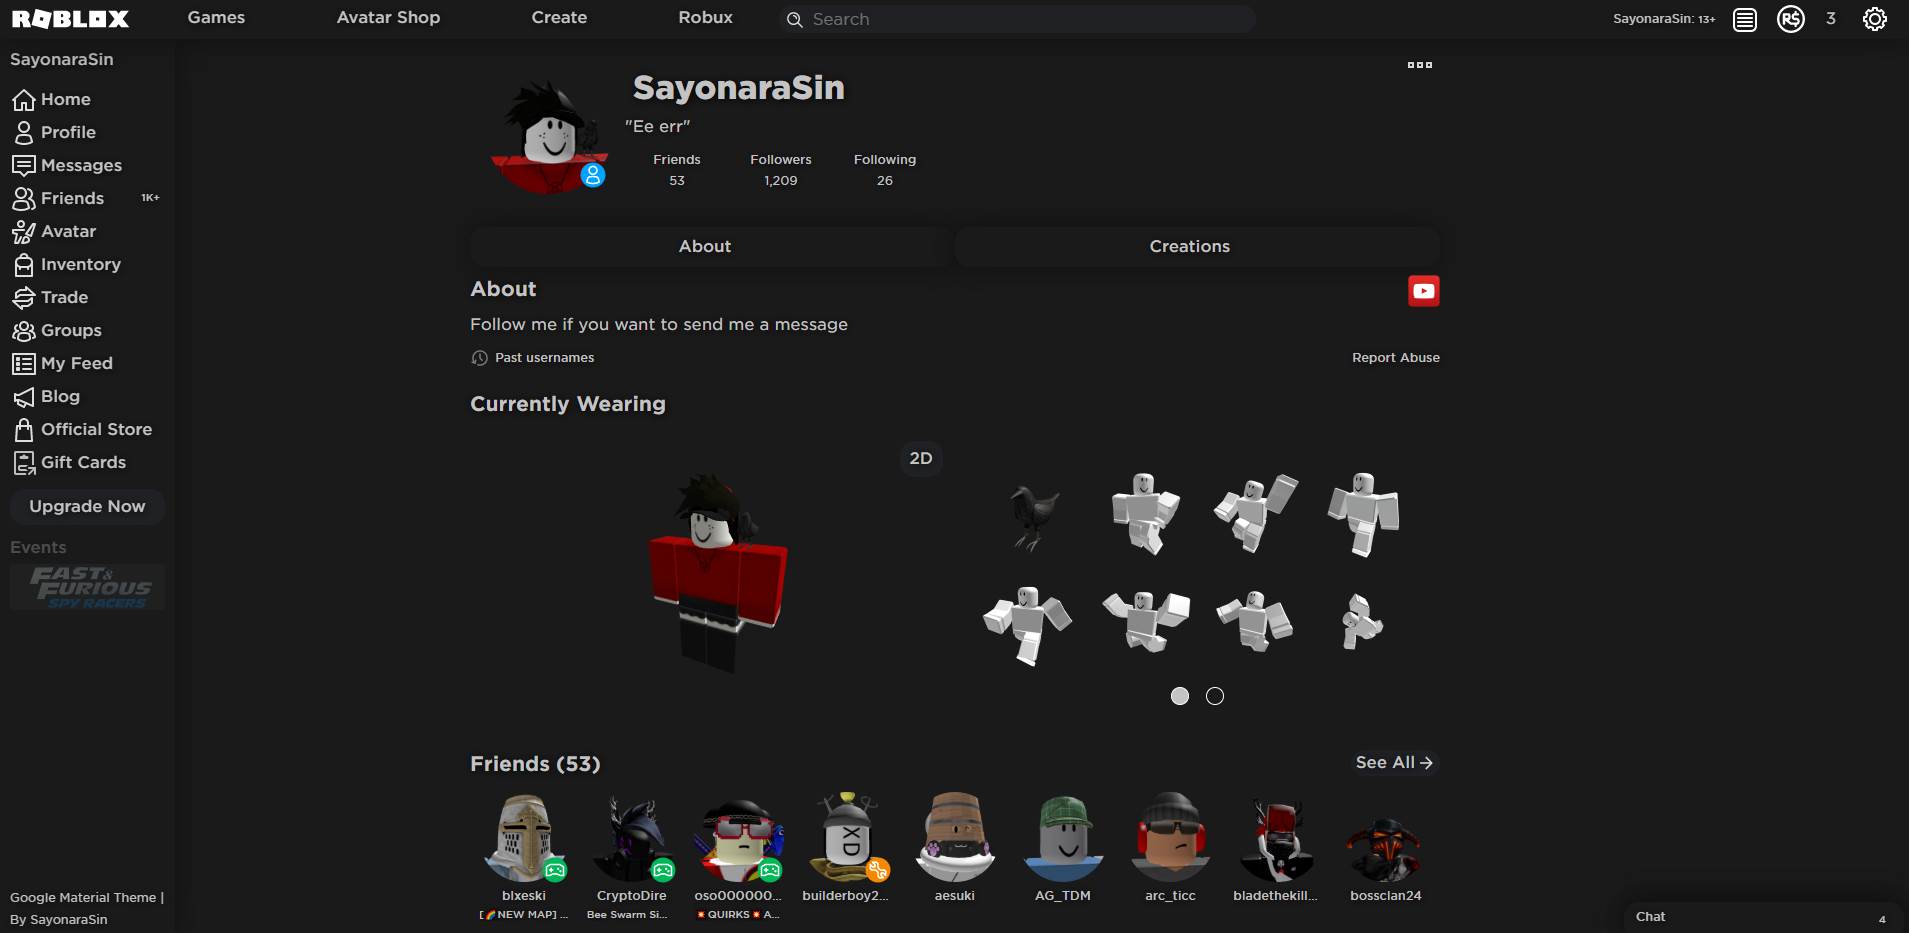 ROBLOX
Games
Avatar Shop
Create
Robux
Search
SayonaraSin: 13+
R$
3
SayonaraSin
Home
Profile
Messages
Friends
1K+
Avatar
Inventory
Trade
Groups
My Feed
Blog
Official Store
Gift Cards
Upgrade Now
Events
FAST &
FURIOUS
SPY RACERS
Google Material Theme |
By SayonaraSin
SayonaraSin
"Ee err"
Friends
Followers
Following
53
1,209
26
About
Creations
About
Follow me if you want to send me a message
Past usernames
Report Abuse
Currently Wearing
2D
Friends (53)
See All
XD
blxeski
CryptoDire
oso000000...
builderboy2...
aesuki
AG_TDM
arc_ticc
bladethekill...
bossclan24
[🌈NEW MAP] ...
Bee Swarm Si...
💥QUIRKS💥A...
Chat
4